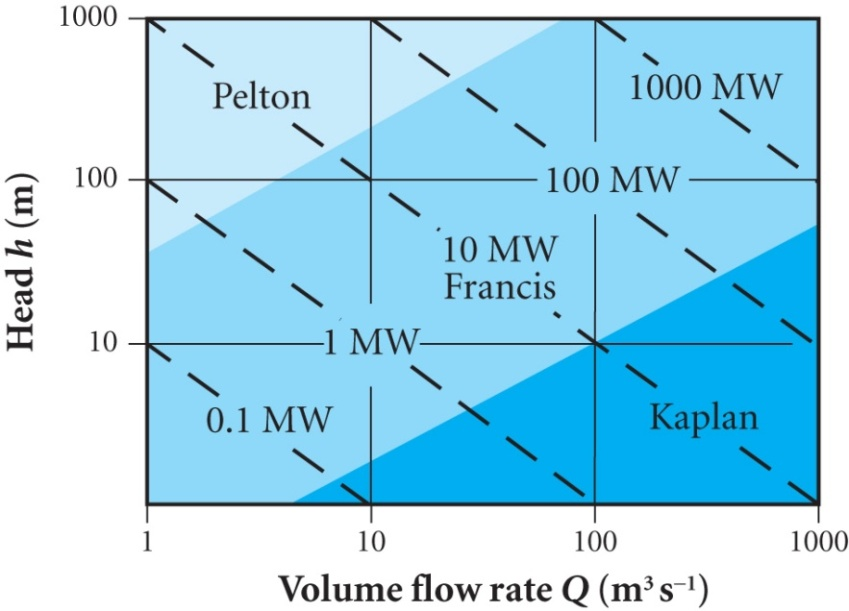 1000
Pelton
1000 MW
100
100 MW
10 MW
Francis
10
1 MW
0.1 MW
Kaplan
1
10
100
1000
Head h (m)
Volume flow rate Q (m³ s⁻¹)